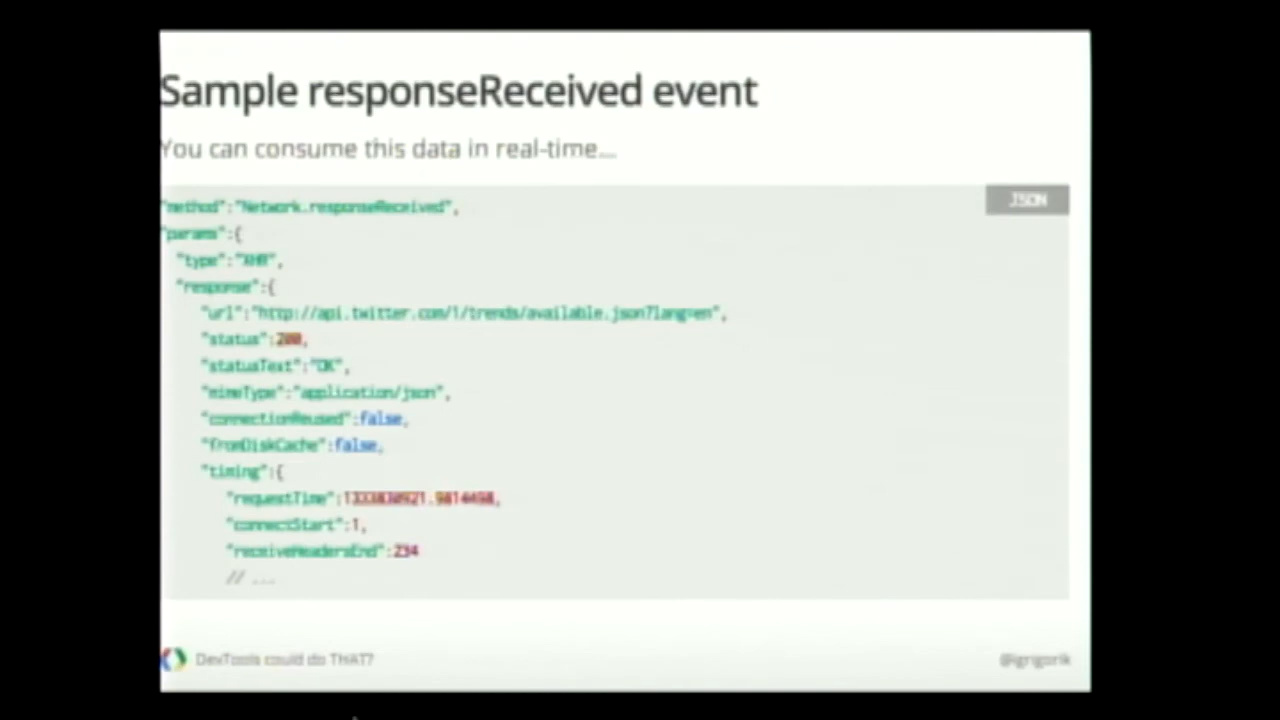 Sample responseReceived event
You can consume this data in real-time...
JSON
"method":"Network.responseReceived",
"params":{
"type":"XHR",
"response":{
"url":"http://api.twitter.com/1/trends/available.json?lang=en",
"status":200,
"statusText":"OK",
"mimeType":"application/json",
"connectionReused":false,
"fromDiskCache":false,
"timing":{
"requestTime":
"connectStart":1,
"receiveHeadersEnd":234
// ...
DevTools could do THAT?
@igrigorik